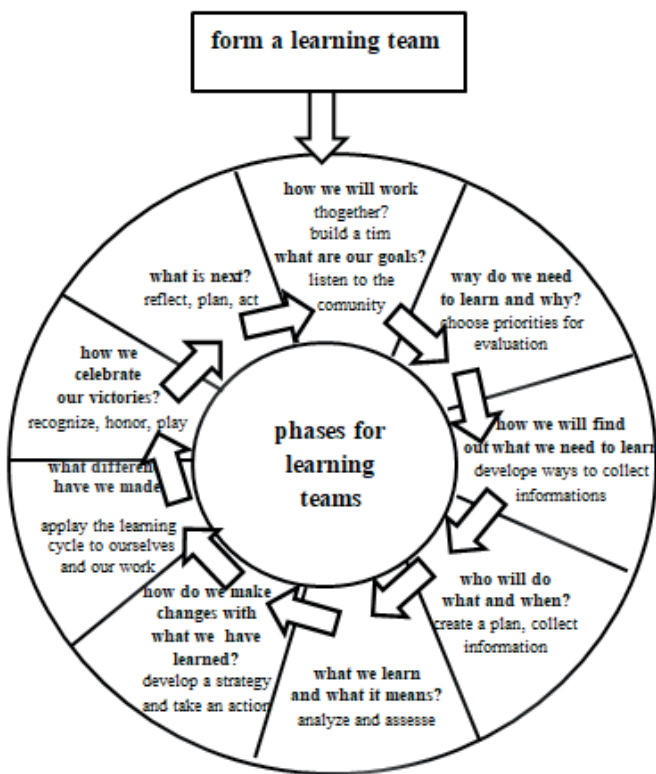 form a learning team
how we will work
thogether?
build a tim
what are our goals?
listen to the
comunity
way do we need
to learn and why?
choose priorities for
evaluation
how we will find
out what we need to learn
develope ways to collect
informations
who will do
what and when?
create a plan, collect
information
what we learn
and what it means?
analyze and assesse
how do we make
changes with
what we have
learned?
develop a strategy
and take an action
what differen
have we made
applay the learning
cycle to ourselves
and our work
how we
celebrate
our victories?
recognize, honor, play
what is next?
reflect, plan, act
phases for
learning
teams